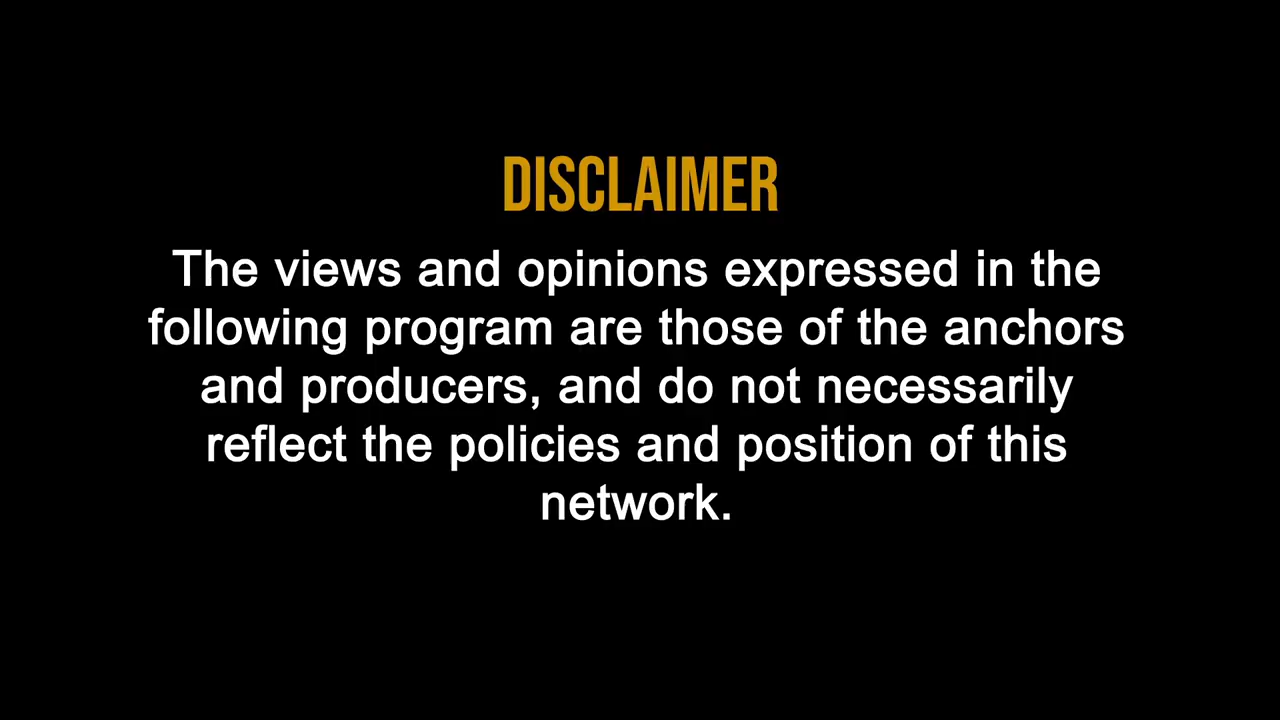 DISCLAIMER
The views and opinions expressed in the
following program are those of the anchors
and producers, and do not necessarily
reflect the policies and position of this
network.